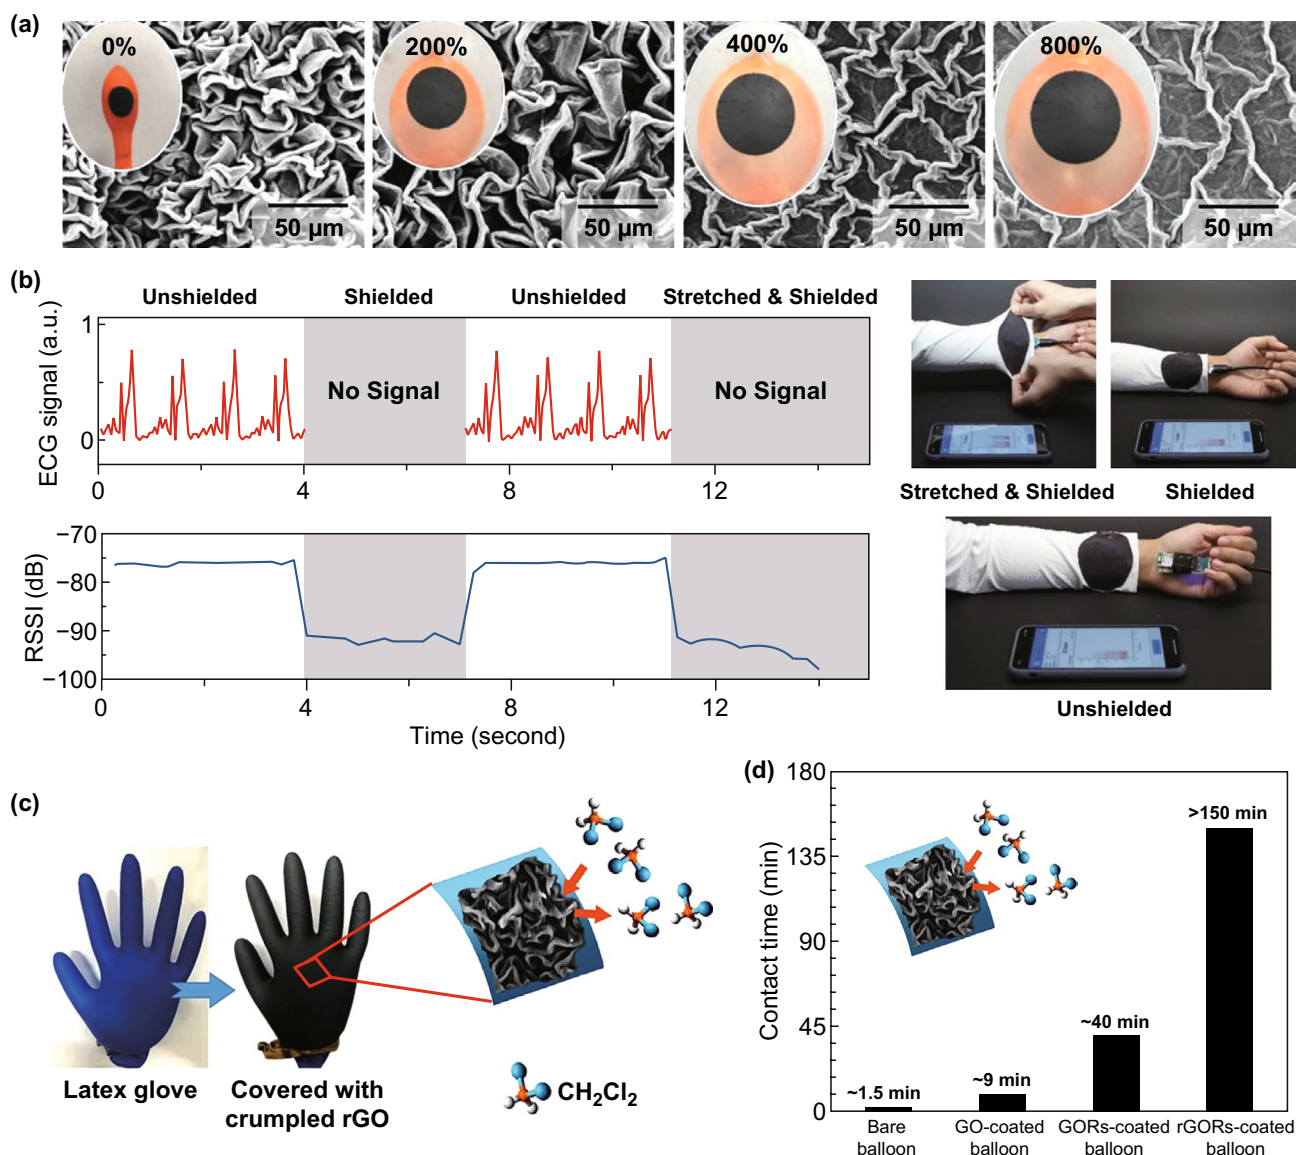 (a)
0%
200%
400%
800%
50 µm
50 µm
50 µm
50 µm
(b)
Unshielded
Shielded
Unshielded
Stretched & Shielded
ECG signal (a.u.)
1
0
No Signal
No Signal
0
4
8
12
Stretched & Shielded
Shielded
RSSI (dB)
−70
−80
−90
−100
0
4
8
12
Time (second)
Unshielded
(c)
Latex glove
Covered with
crumpled rGO
CH₂Cl₂
(d)
Contact time (min)
180
135
90
45
0
~1.5 min
~9 min
~40 min
>150 min
Bare
balloon
GO-coated
balloon
GORs-coated
balloon
rGORs-coated
balloon